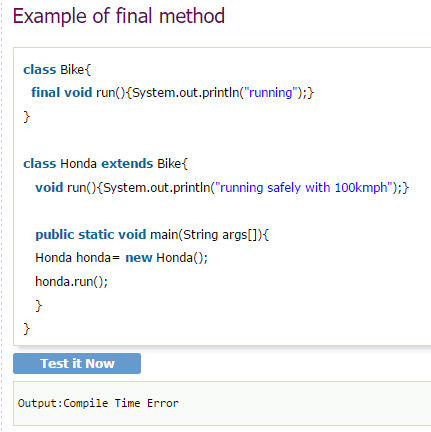 Example of final method
class Bike{
final void run(){System.out.println("running");}
}
class Honda extends Bike{
void run(){System.out.println("running safely with 100kmph");}
public static void main(String args[]){
Honda honda= new Honda();
honda.run();
}
}
Test it Now
Output:Compile Time Error